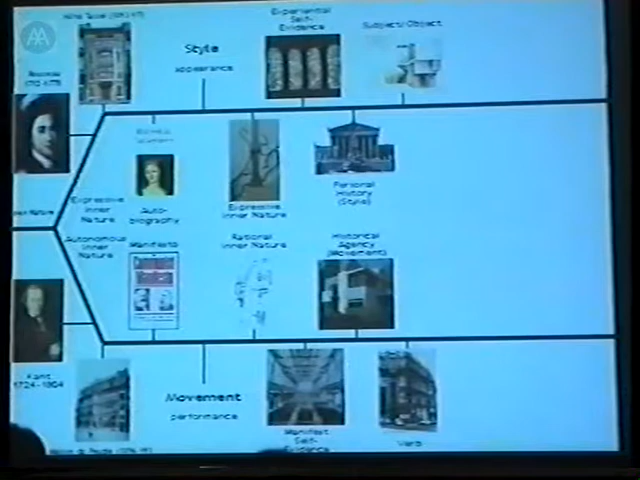 AA
Style
appearance
Experiential
Self-
Evidence
Subject/Object
Personal
History
(Style)
Auto-
biography
Expressive
Inner Nature
Expressive
Inner
Nature
Autonomous
Inner
Nature
Manifesto
Rational
Inner Nature
Historical
Agency
(Movement)
Kant
1724-1804
Movement
performance
Manifest
Self-
Evidence
Verb